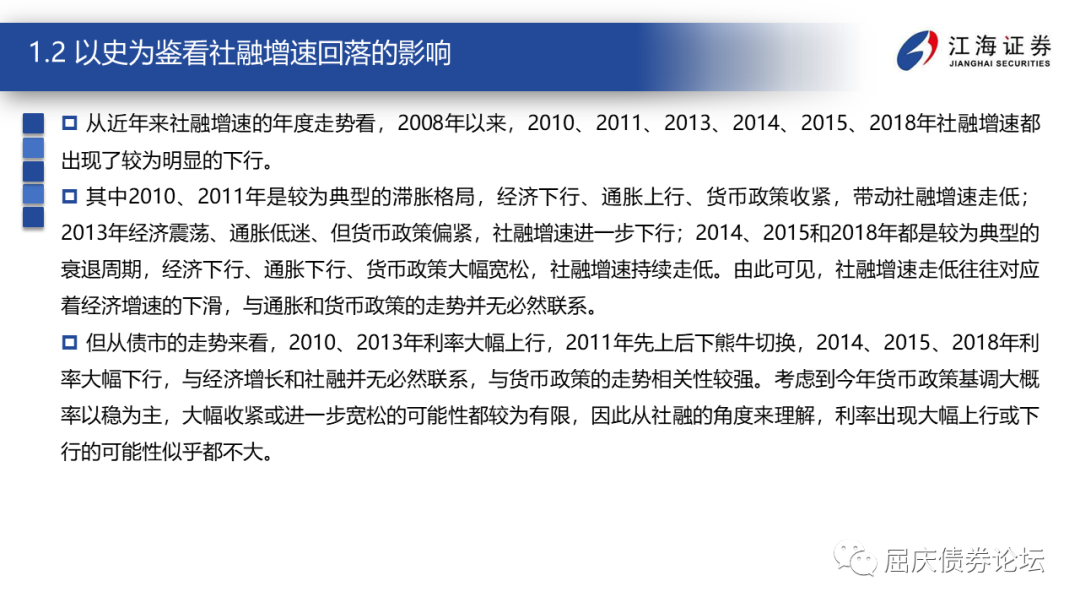 1.2 以史为鉴看社融增速回落的影响
江海证券
JIANGHAI SECURITIES
从近年来社融增速的年度走势看，2008年以来，2010、2011、2013、2014、2015、2018年社融增速都
出现了较为明显的下行。
其中2010、2011年是较为典型的滞胀格局，经济下行、通胀上行、货币政策收紧，带动社融增速走低；
2013年经济震荡、通胀低迷、但货币政策偏紧，社融增速进一步下行；2014、2015和2018年都是较为典型的
衰退周期，经济下行、通胀下行、货币政策大幅宽松，社融增速持续走低。由此可见，社融增速走低往往对应
着经济增速的下滑，与通胀和货币政策的走势并无必然联系。
但从债市的走势来看，2010、2013年利率大幅上行，2011年先上后下熊牛切换，2014、2015、2018年利
率大幅下行，与经济增长和社融并无必然联系，与货币政策的走势相关性较强。考虑到今年货币政策基调大概
率以稳为主，大幅收紧或进一步宽松的可能性都较为有限，因此从社融的角度来理解，利率出现大幅上行或下
行的可能性似乎都不大。
屈庆债券论坛